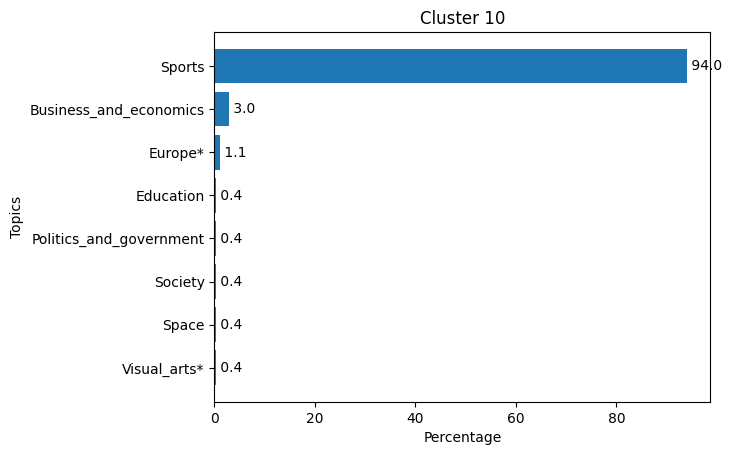 Cluster 10
Topics
Sports 94.0
Business_and_economics 3.0
Europe* 1.1
Education 0.4
Politics_and_government 0.4
Society 0.4
Space 0.4
Visual_arts* 0.4
0 20 40 60 80
Percentage